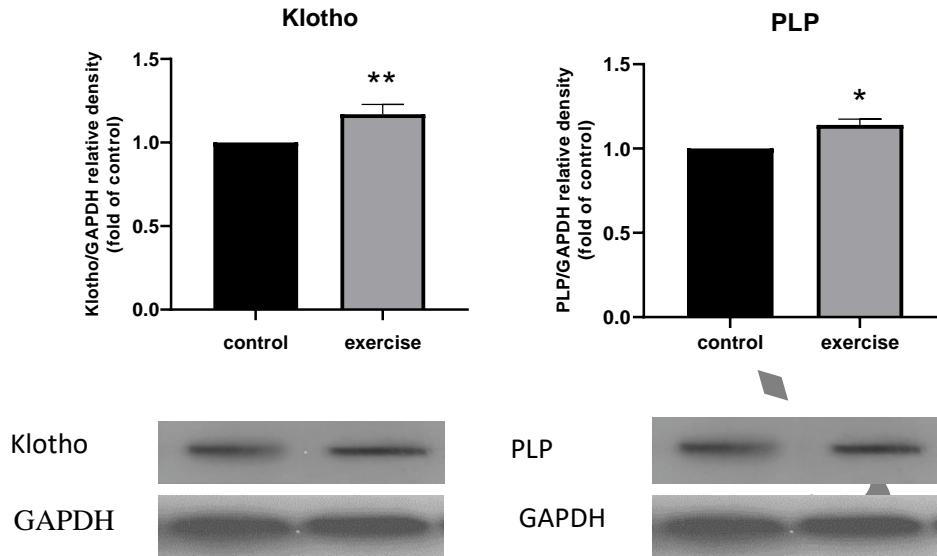 Klotho
Klotho/GAPDH relative density
(fold of control)
1.5
1.0
0.5
0.0
**
control
exercise
PLP
PLP/GAPDH relative density
(fold of control)
1.5
1.0
0.5
0.0
*
control
exercise
Klotho
GAPDH
PLP
GAPDH